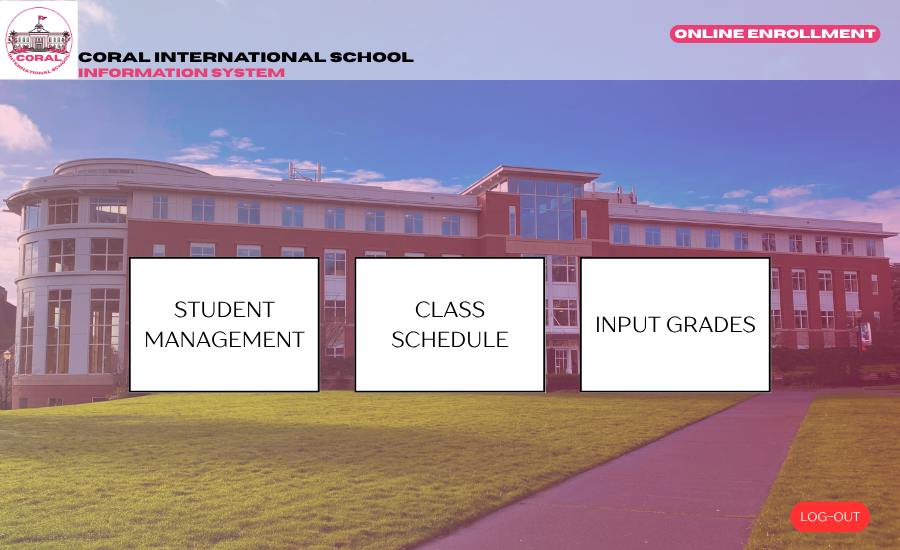 CORAL
INTERNATIONAL SCHOOL
CORAL INTERNATIONAL SCHOOL
INFORMATION SYSTEM
ONLINE ENROLLMENT
STUDENT
MANAGEMENT
CLASS
SCHEDULE
INPUT GRADES
LOG-OUT